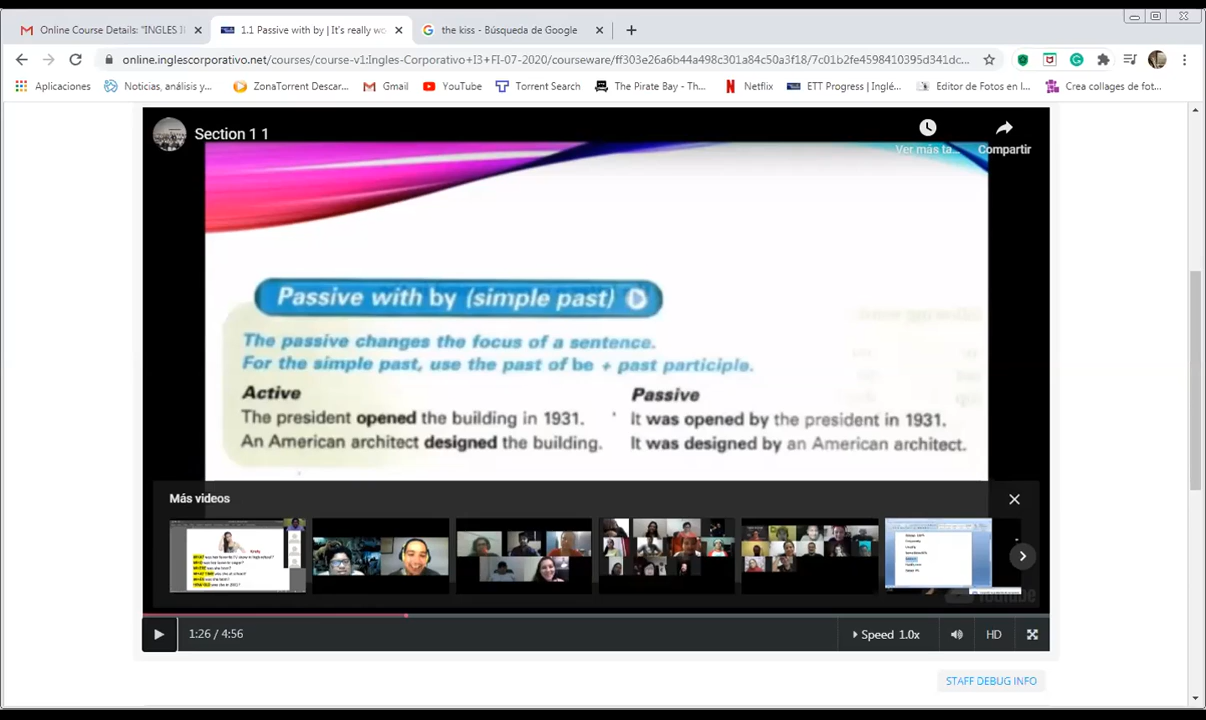 Online Course Details: "INGLES I
1.1 Passive with by | It's really wo
the kiss - Búsqueda de Google
online.inglescorporativo.net/courses/course-v1:Ingles-Corporativo+I3+FI-07-2020/courseware/ff303e26a6b44a498c301a84c50a3f18/7c01b2fe4598410395d341dc...
Aplicaciones
Noticias, análisis y...
ZonaTorrent Descar...
Gmail
YouTube
Torrent Search
The Pirate Bay - Th...
Netflix
ETT Progress | Inglé...
Editor de Fotos en l...
Crea collages de fot...
Section 1 1
Ver más ta...
Compartir
Passive with by (simple past)
The passive changes the focus of a sentence.
For the simple past, use the past of be + past participle.
Active
Passive
The president opened the building in 1931.
It was opened by the president in 1931.
An American architect designed the building.
It was designed by an American architect.
Más videos
YouTube
1:26 / 4:56
Speed 1.0x
HD
STAFF DEBUG INFO